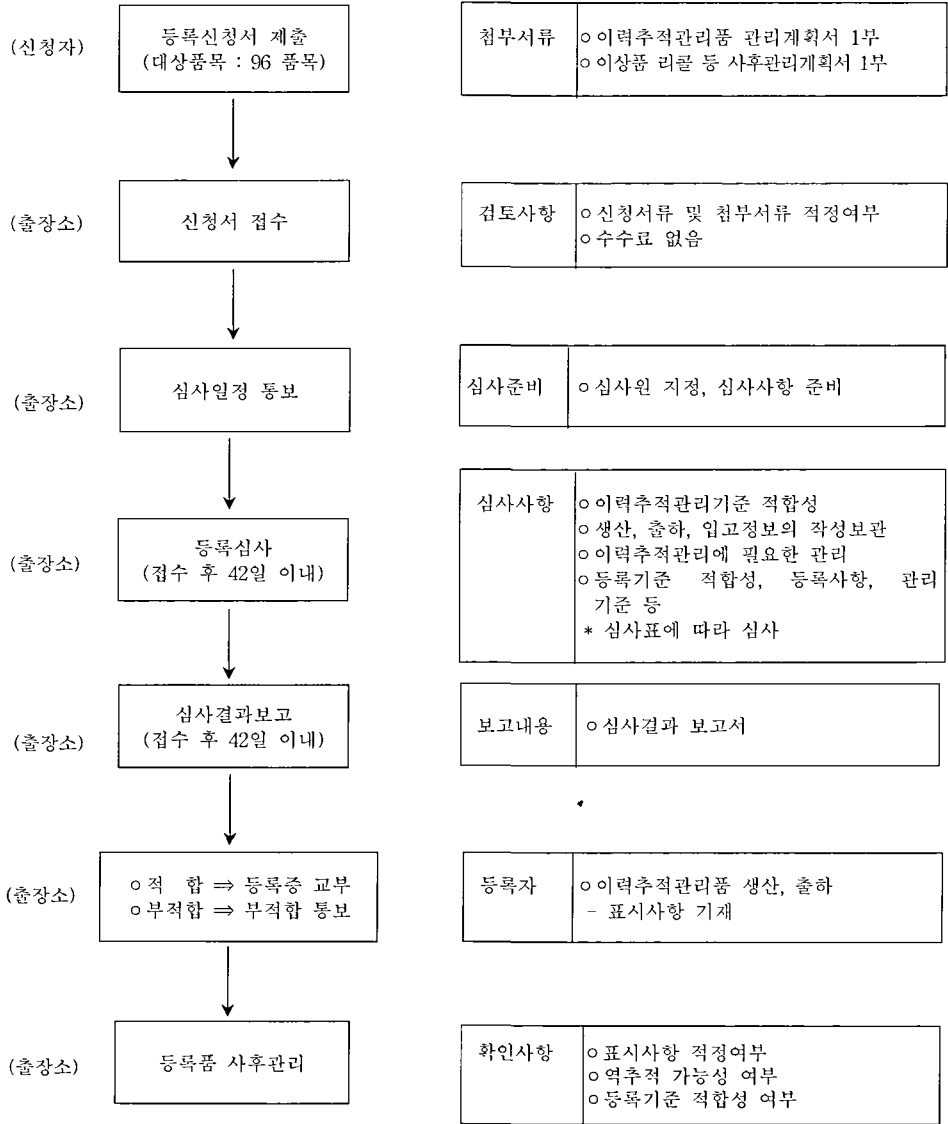 (신청자)
등록신청서 제출
(대상품목 : 96 품목)
첨부서류
○ 이력추적관리품 관리계획서 1부
○ 이상품 리콜 등 사후관리계획서 1부
(출장소)
신청서 접수
검토사항
○ 신청서류 및 첨부서류 적정여부
○ 수수료 없음
(출장소)
심사일정 통보
심사준비
○ 심사원 지정, 심사사항 준비
(출장소)
등록심사
(접수 후 42일 이내)
심사사항
○ 이력추적관리기준 적합성
○ 생산, 출하, 입고정보의 작성보관
○ 이력추적관리에 필요한 관리
○ 등록기준 적합성, 등록사항, 관리
기준 등
* 심사표에 따라 심사
(출장소)
심사결과보고
(접수 후 42일 이내)
보고내용
○ 심사결과 보고서
(출장소)
○ 적 합 ⇒ 등록증 교부
○ 부적합 ⇒ 부적합 통보
등록자
○ 이력추적관리품 생산, 출하
- 표시사항 기재
(출장소)
등록품 사후관리
확인사항
○ 표시사항 적정여부
○ 역추적 가능성 여부
○ 등록기준 적합성 여부